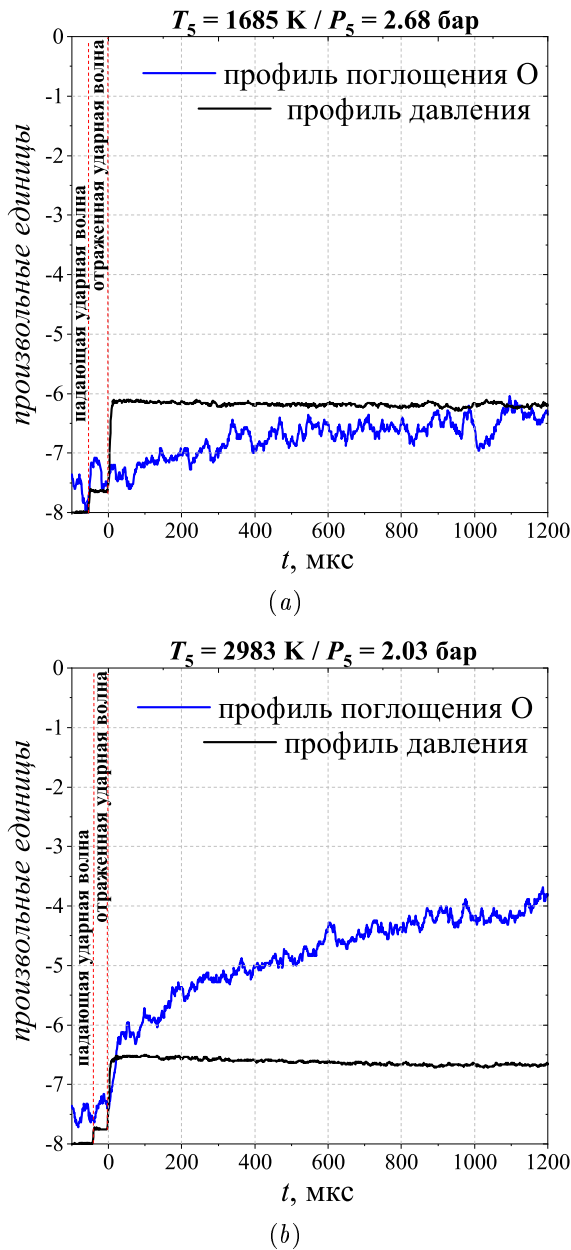 T5 = 1685 K / P5 = 2.68 бар
профиль поглощения O
профиль давления
произвольные единицы
падающая ударная волна
отраженная ударная волна
0
-1
-2
-3
-4
-5
-6
-7
-8
0 200 400 600 800 1000 1200
t, мкс
(a)
T5 = 2983 K / P5 = 2.03 бар
профиль поглощения O
профиль давления
произвольные единицы
падающая ударная волна
отраженная ударная волна
0
-1
-2
-3
-4
-5
-6
-7
-8
0 200 400 600 800 1000 1200
t, мкс
(b)